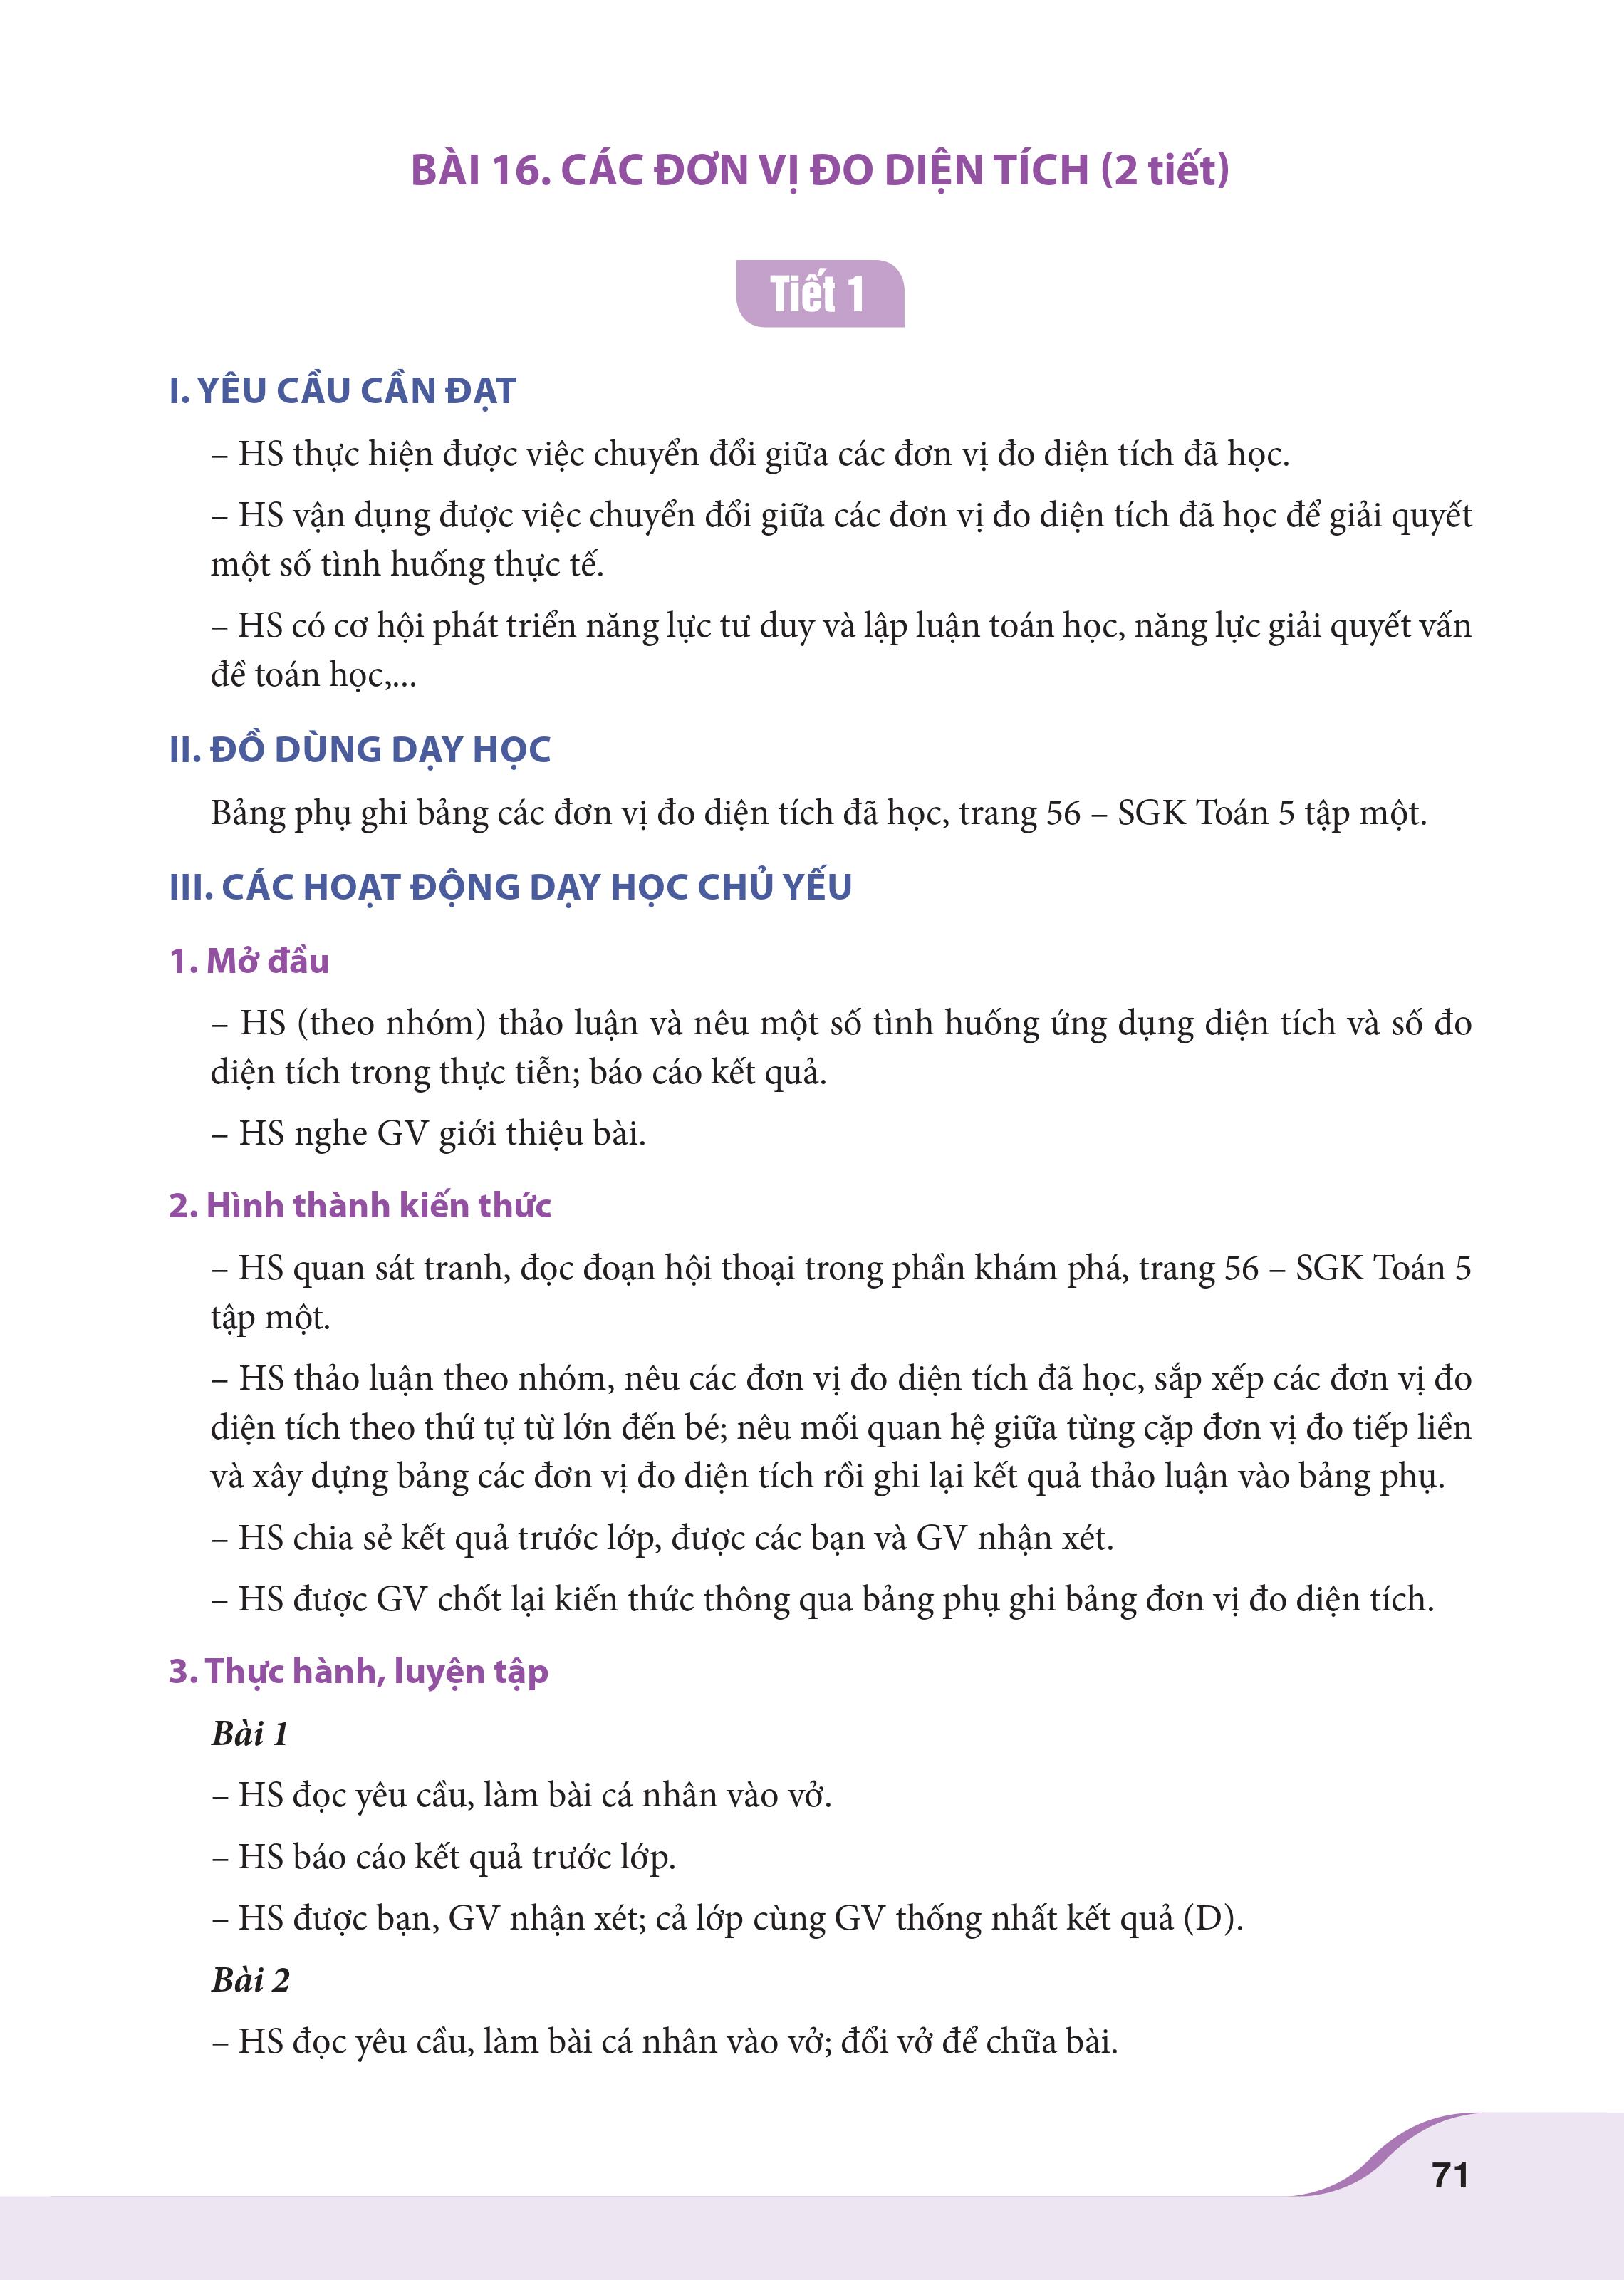 BÀI 16. CÁC ĐƠN VỊ ĐO DIỆN TÍCH (2 tiết)
Tiết 1
I. YÊU CẦU CẦN ĐẠT
– HS thực hiện được việc chuyển đổi giữa các đơn vị đo diện tích đã học.
– HS vận dụng được việc chuyển đổi giữa các đơn vị đo diện tích đã học để giải quyết
một số tình huống thực tế.
– HS có cơ hội phát triển năng lực tư duy và lập luận toán học, năng lực giải quyết vấn
đề toán học,...
II. ĐỒ DÙNG DẠY HỌC
Bảng phụ ghi bảng các đơn vị đo diện tích đã học, trang 56 – SGK Toán 5 tập một.
III. CÁC HOẠT ĐỘNG DẠY HỌC CHỦ YẾU
1. Mở đầu
– HS (theo nhóm) thảo luận và nêu một số tình huống ứng dụng diện tích và số đo
diện tích trong thực tiễn; báo cáo kết quả.
– HS nghe GV giới thiệu bài.
2. Hình thành kiến thức
– HS quan sát tranh, đọc đoạn hội thoại trong phần khám phá, trang 56 – SGK Toán 5
tập một.
– HS thảo luận theo nhóm, nêu các đơn vị đo diện tích đã học, sắp xếp các đơn vị đo
diện tích theo thứ tự từ lớn đến bé; nêu mối quan hệ giữa từng cặp đơn vị đo tiếp liền
và xây dựng bảng các đơn vị đo diện tích rồi ghi lại kết quả thảo luận vào bảng phụ.
– HS chia sẻ kết quả trước lớp, được các bạn và GV nhận xét.
– HS được GV chốt lại kiến thức thông qua bảng phụ ghi bảng đơn vị đo diện tích.
3. Thực hành, luyện tập
Bài 1
– HS đọc yêu cầu, làm bài cá nhân vào vở.
– HS báo cáo kết quả trước lớp.
– HS được bạn, GV nhận xét; cả lớp cùng GV thống nhất kết quả (D).
Bài 2
– HS đọc yêu cầu, làm bài cá nhân vào vở; đổi vở để chữa bài.
71